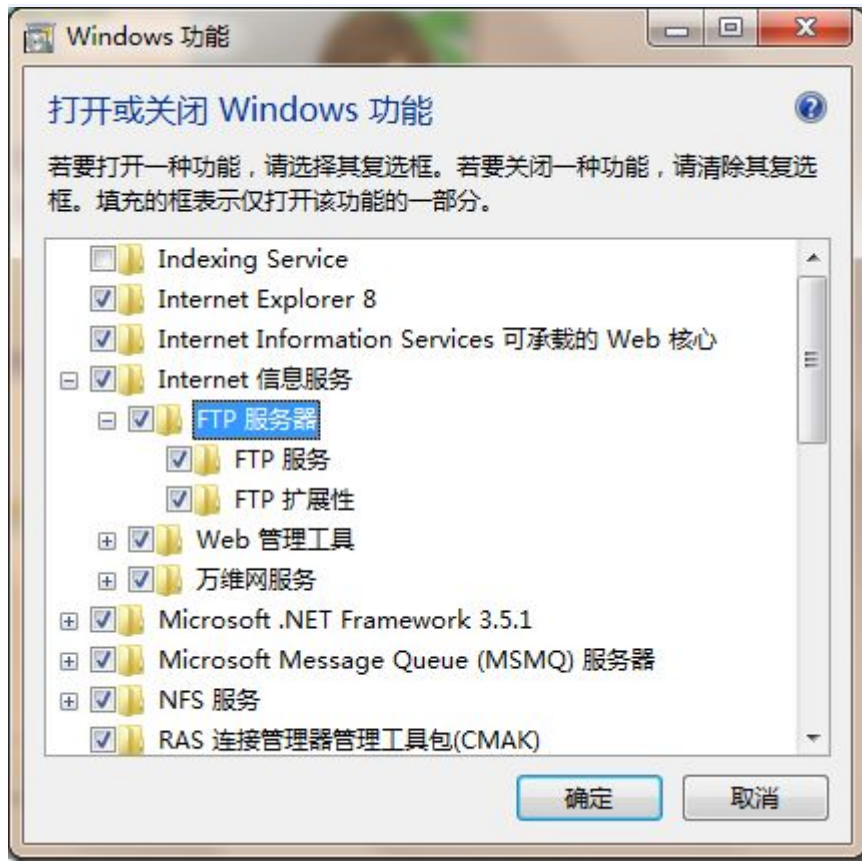 Windows 功能
打开或关闭 Windows 功能
若要打开一种功能，请选择其复选框。若要关闭一种功能，请清除其复选
框。填充的框表示仅打开该功能的一部分。
Indexing Service
Internet Explorer 8
Internet Information Services 可承载的 Web 核心
Internet 信息服务
FTP 服务器
FTP 服务
FTP 扩展性
Web 管理工具
万维网服务
Microsoft .NET Framework 3.5.1
Microsoft Message Queue (MSMQ) 服务器
NFS 服务
RAS 连接管理器管理工具包(CMAK)
确定
取消